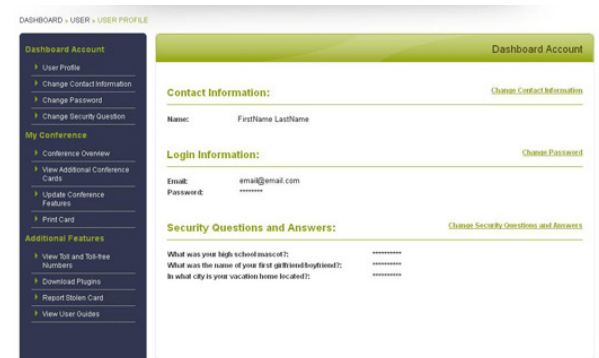 DASHBOARD » USER » USER PROFILE
Dashboard Account
User Profile
Change Contact Information
Change Password
Change Security Question
My Conference
Conference Overview
View Additional Conference
Cards
Update Conference
Features
Print Card
Additional Features
View Toll and Toll-free
Numbers
Download Plugins
Report Stolen Card
View User Guides
Dashboard Account
Contact Information: Change Contact Information
Name: FirstName LastName
Login Information: Change Password
Email: email@email.com
Password: ********
Security Questions and Answers: Change Security Questions and Answers
What was your high school mascot?: **********
What was the name of your first girlfriend/boyfriend?: **********
In what city is your vacation home located?: **********